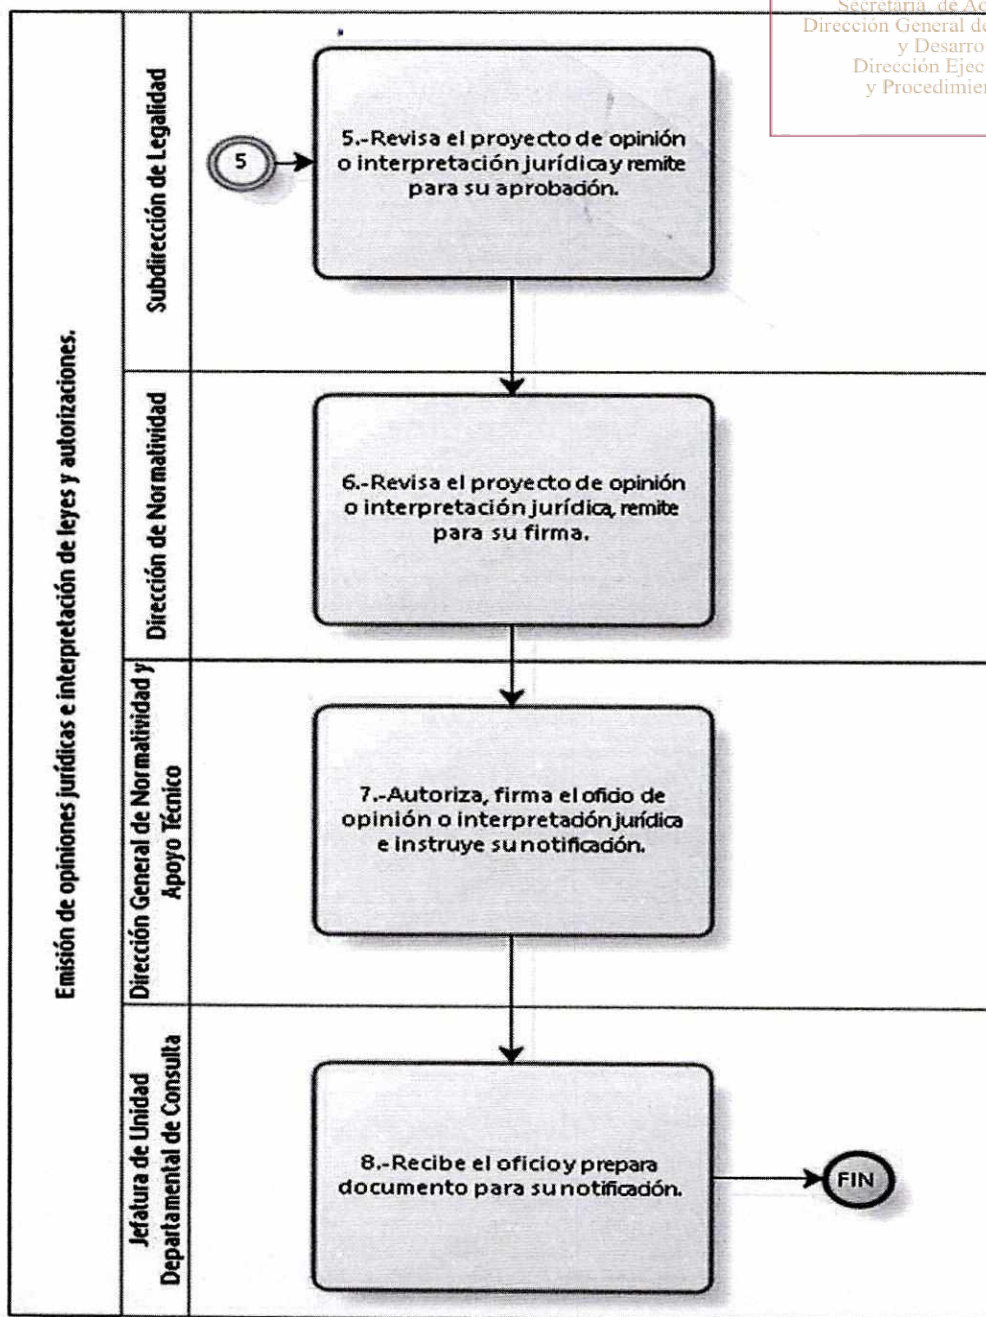 Secretaría de
Dirección General de
y
Dirección
y
Emisión de opiniones jurídicas e interpretación de leyes y autorizaciones.
Subdirección de Legalidad
5
5.-Revisa el proyecto de opinión
o interpretación jurídica y remite
para su aprobación.
Dirección de Normatividad
6.-Revisa el proyecto de opinión
o interpretación jurídica, remite
para su firma.
Dirección General de Normatividad y
Apoyo Técnico
7.-Autoriza, firma el oficio de
opinión o interpretación jurídica
e instruye su notificación.
Jefatura de Unidad
Departamental de Consulta
8.-Recibe el oficio y prepara
documento para su notificación.
FIN